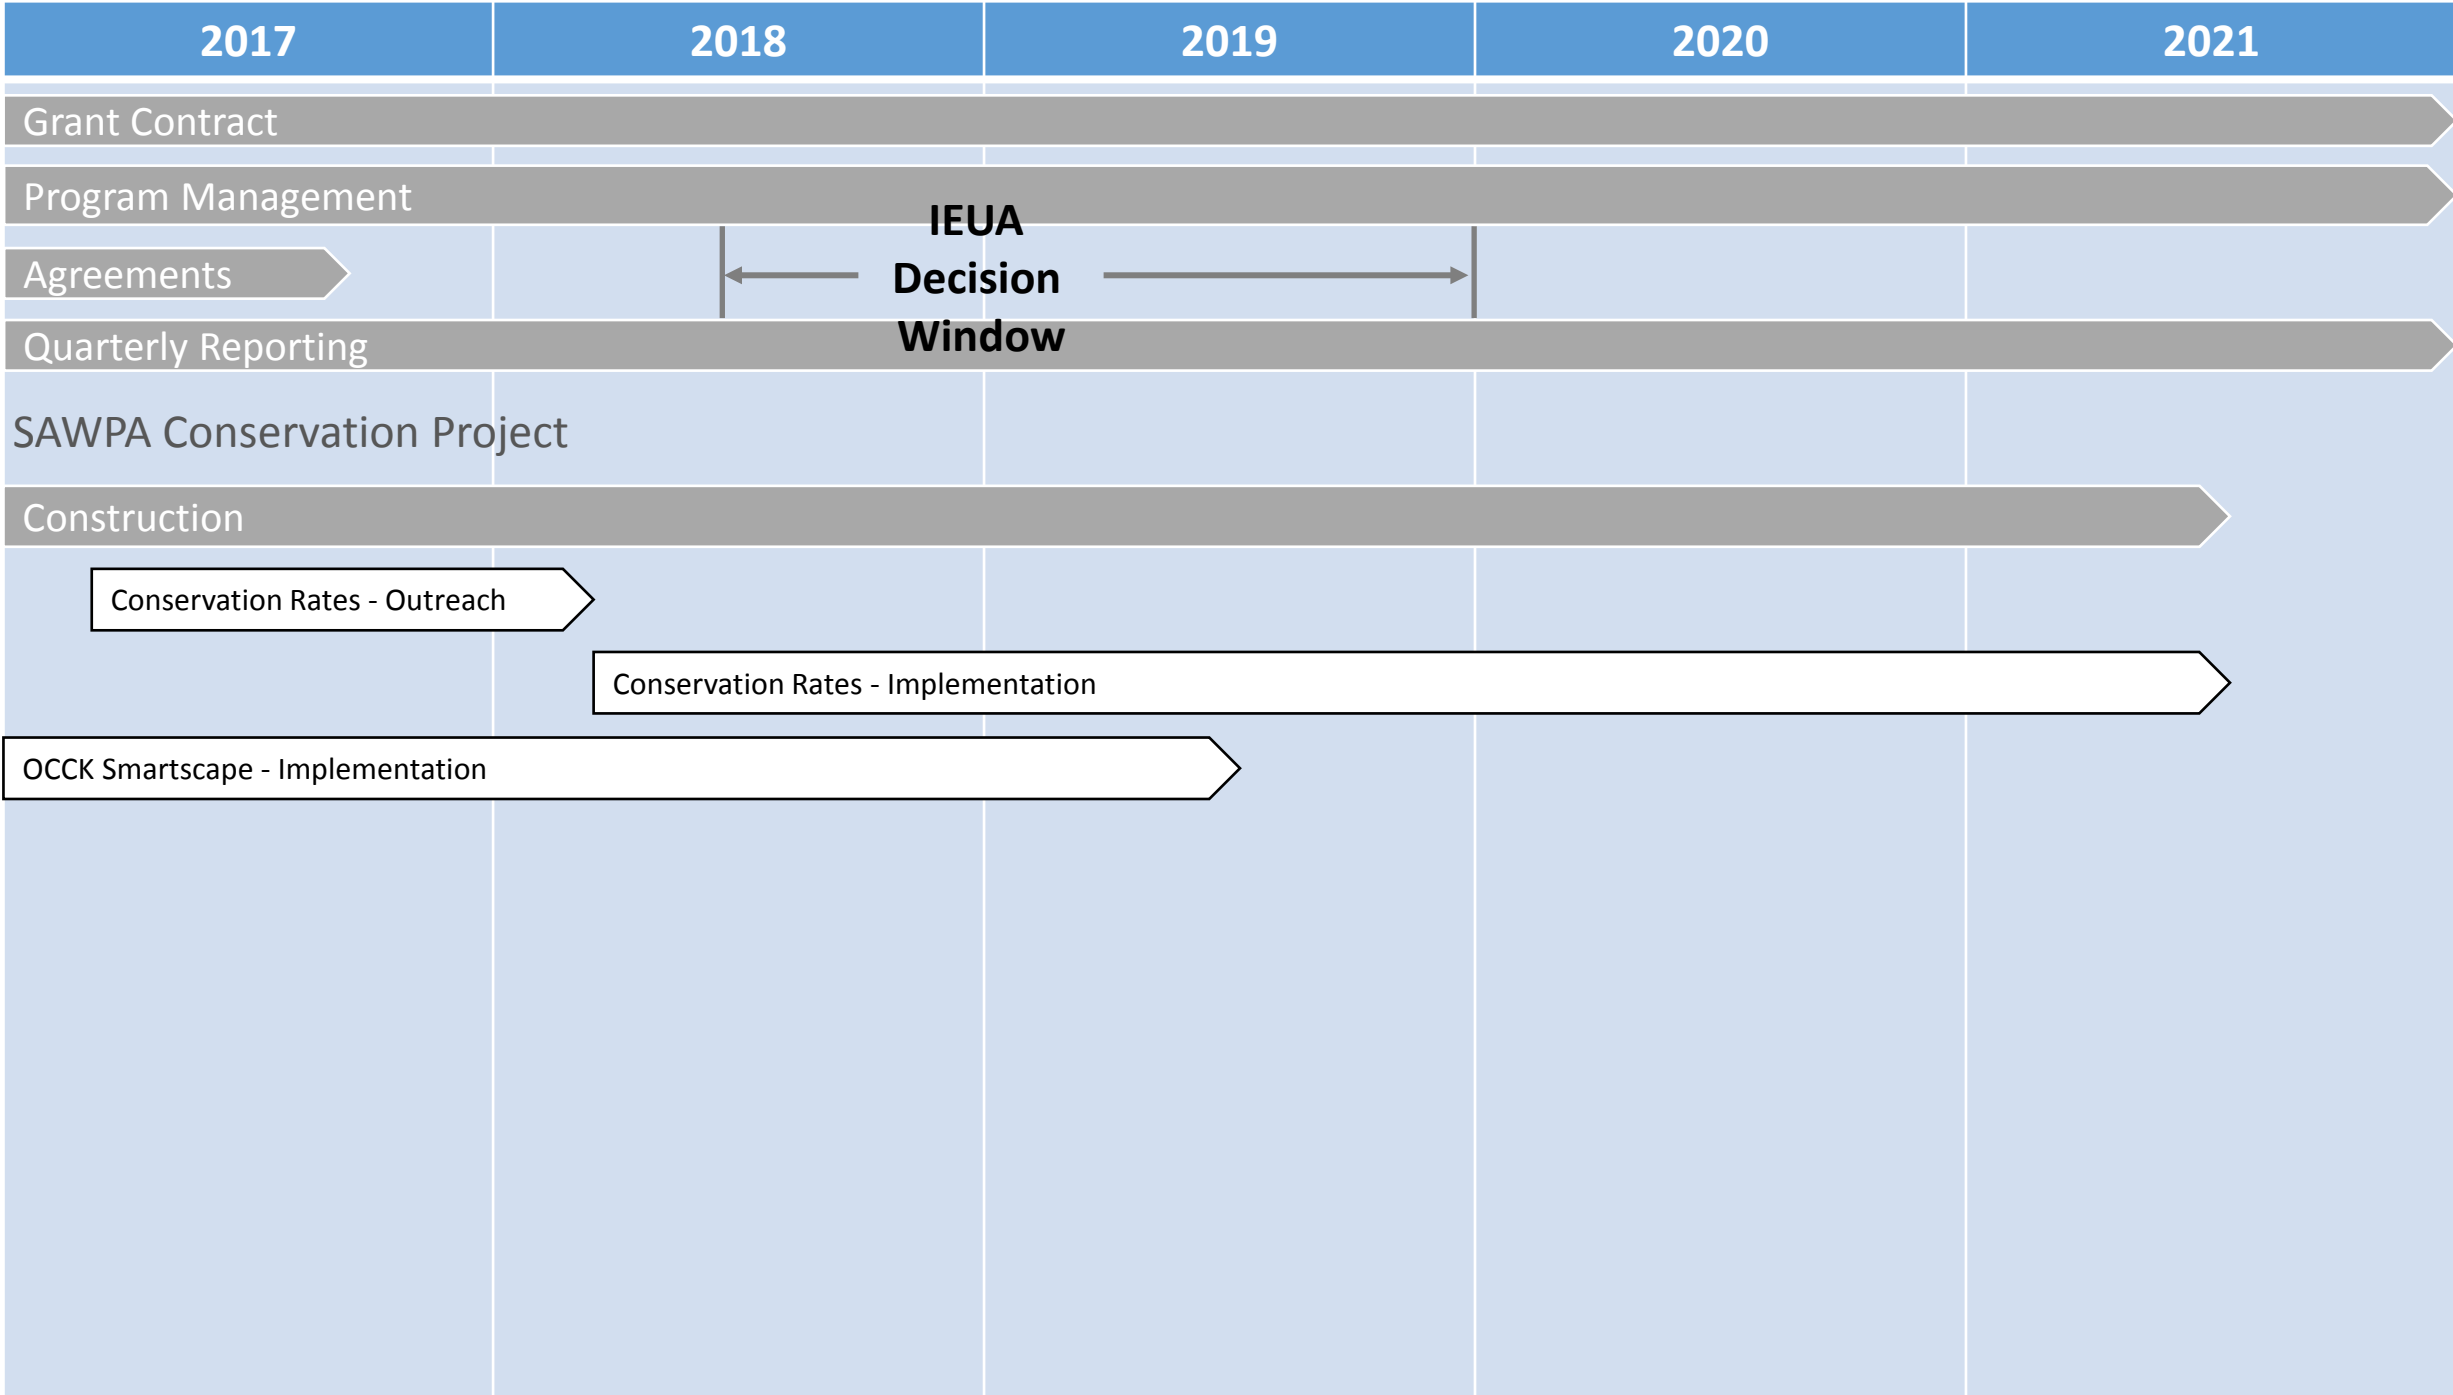 2017 2018 2019 2020 2021
Grant Contract
Program Management
IEUA
Decision
Window
Agreements
Quarterly Reporting
SAWPA Conservation Project
Construction
Conservation Rates - Outreach
Conservation Rates - Implementation
OCCK Smartscape - Implementation